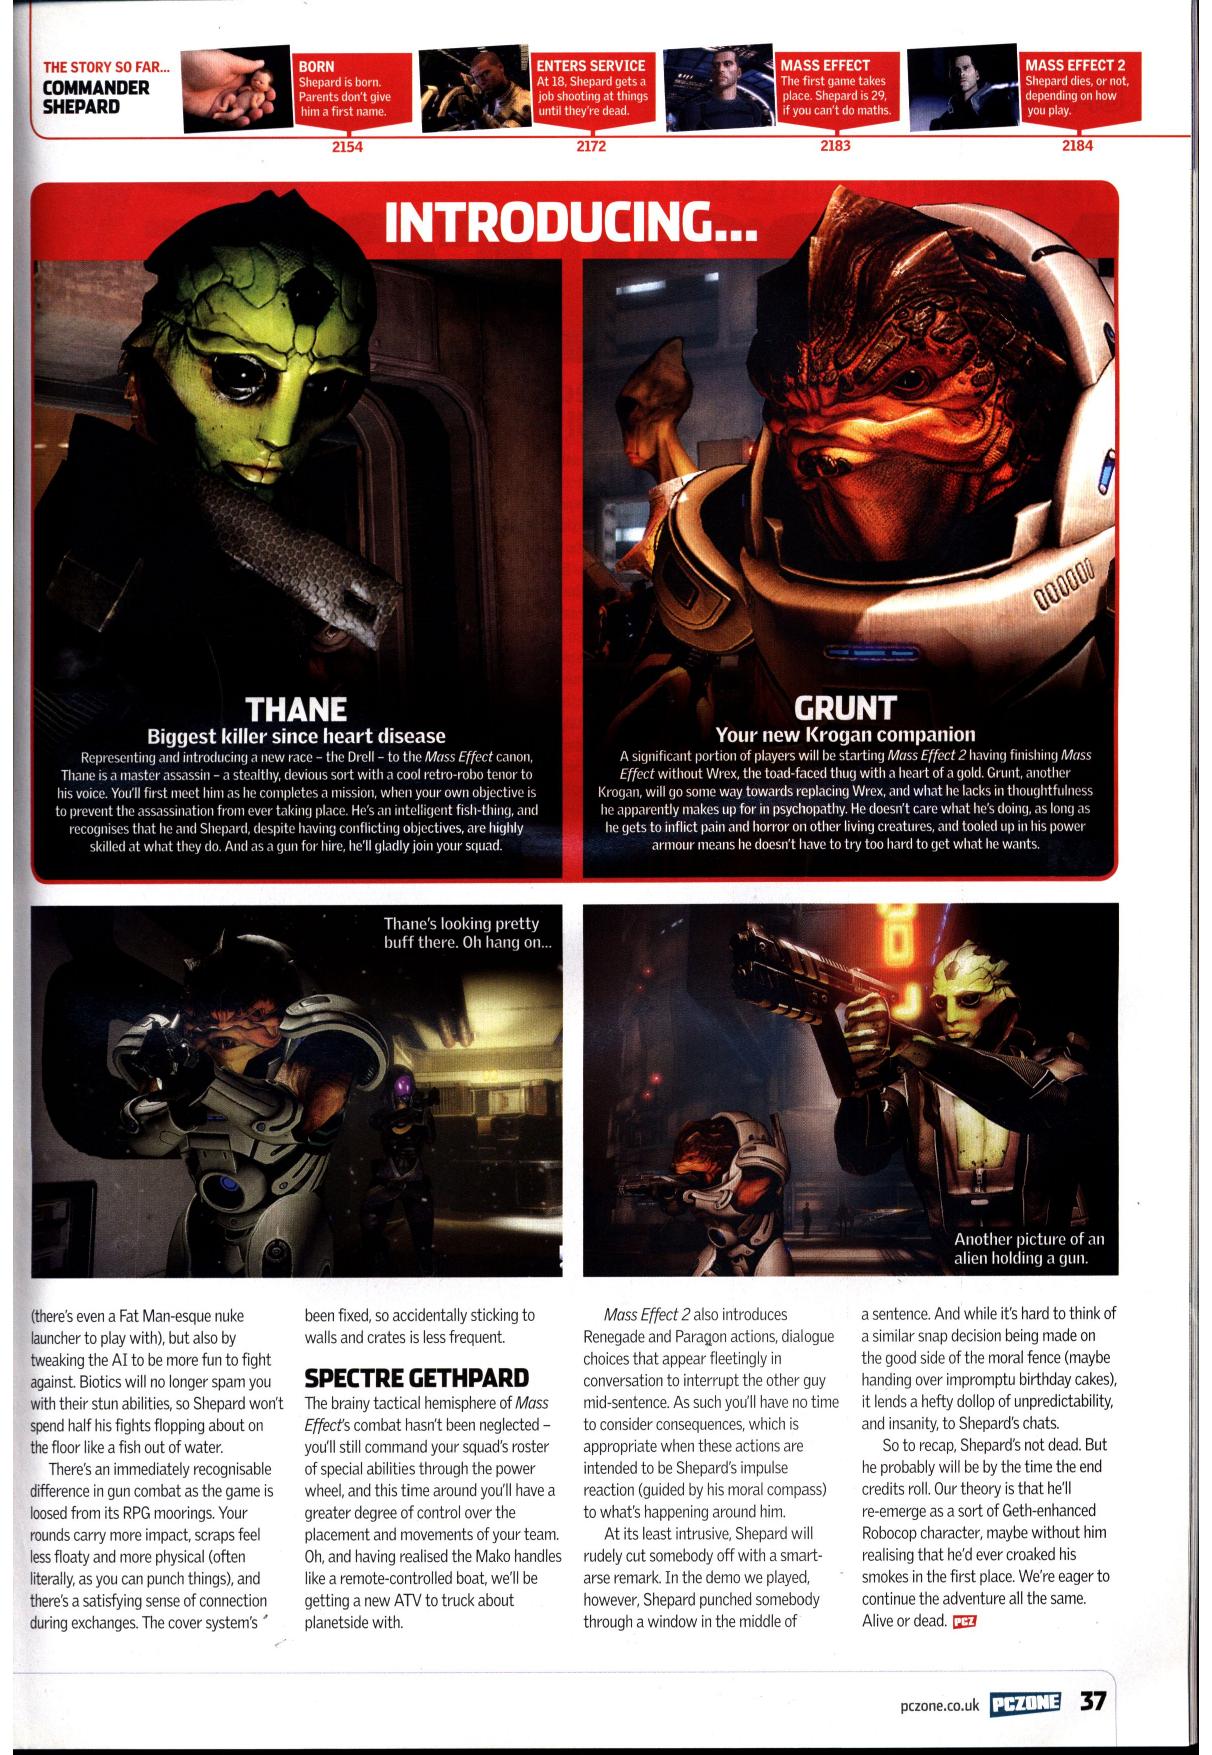 THE STORY SO FAR...
COMMANDER
SHEPARD
BORN
Shepard is born.
Parents don't give
him a first name.
2154
ENTERS SERVICE
At 18, Shepard gets a
job shooting at things
until they're dead.
2172
MASS EFFECT
The first game takes
place. Shepard is 29,
if you can't do maths.
2183
MASS EFFECT 2
Shepard dies, or not,
depending on how
you play.
2184
INTRODUCING...
THANE
Biggest killer since heart disease
Representing and introducing a new race – the Drell – to the Mass Effect canon,
Thane is a master assassin – a stealthy, devious sort with a cool retro-robo tenor to
his voice. You'll first meet him as he completes a mission, when your own objective is
to prevent the assassination from ever taking place. He's an intelligent fish-thing, and
recognises that he and Shepard, despite having conflicting objectives, are highly
skilled at what they do. And as a gun for hire, he'll gladly join your squad.
GRUNT
Your new Krogan companion
A significant portion of players will be starting Mass Effect 2 having finishing Mass
Effect without Wrex, the toad-faced thug with a heart of a gold. Grunt, another
Krogan, will go some way towards replacing Wrex, and what he lacks in thoughtfulness
he apparently makes up for in psychopathy. He doesn't care what he's doing, as long as
he gets to inflict pain and horror on other living creatures, and tooled up in his power
armour means he doesn't have to try too hard to get what he wants.
Thane's looking pretty
buff there. Oh hang on...
Another picture of an
alien holding a gun.
(there's even a Fat Man-esque nuke
launcher to play with), but also by
tweaking the AI to be more fun to fight
against. Biotics will no longer spam you
with their stun abilities, so Shepard won't
spend half his fights flopping about on
the floor like a fish out of water.
There's an immediately recognisable
difference in gun combat as the game is
loosed from its RPG moorings. Your
rounds carry more impact, scraps feel
less floaty and more physical (often
literally, as you can punch things), and
there's a satisfying sense of connection
during exchanges. The cover system's
been fixed, so accidentally sticking to
walls and crates is less frequent.
SPECTRE GETHPARD
The brainy tactical hemisphere of Mass
Effect's combat hasn't been neglected –
you'll still command your squad's roster
of special abilities through the power
wheel, and this time around you'll have a
greater degree of control over the
placement and movements of your team.
Oh, and having realised the Mako handles
like a remote-controlled boat, we'll be
getting a new ATV to truck about
planetside with.
Mass Effect 2 also introduces
Renegade and Paragon actions, dialogue
choices that appear fleetingly in
conversation to interrupt the other guy
mid-sentence. As such you'll have no time
to consider consequences, which is
appropriate when these actions are
intended to be Shepard's impulse
reaction (guided by his moral compass)
to what's happening around him.
At its least intrusive, Shepard will
rudely cut somebody off with a smart-
arse remark. In the demo we played,
however, Shepard punched somebody
through a window in the middle of
a sentence. And while it's hard to think of
a similar snap decision being made on
the good side of the moral fence (maybe
handing over impromptu birthday cakes),
it lends a hefty dollop of unpredictability,
and insanity, to Shepard's chats.
So to recap, Shepard's not dead. But
he probably will be by the time the end
credits roll. Our theory is that he'll
re-emerge as a sort of Geth-enhanced
Robocop character, maybe without him
realising that he'd ever croaked his
smokes in the first place. We're eager to
continue the adventure all the same.
Alive or dead. PCZ
pczone.co.uk PCZONE 37